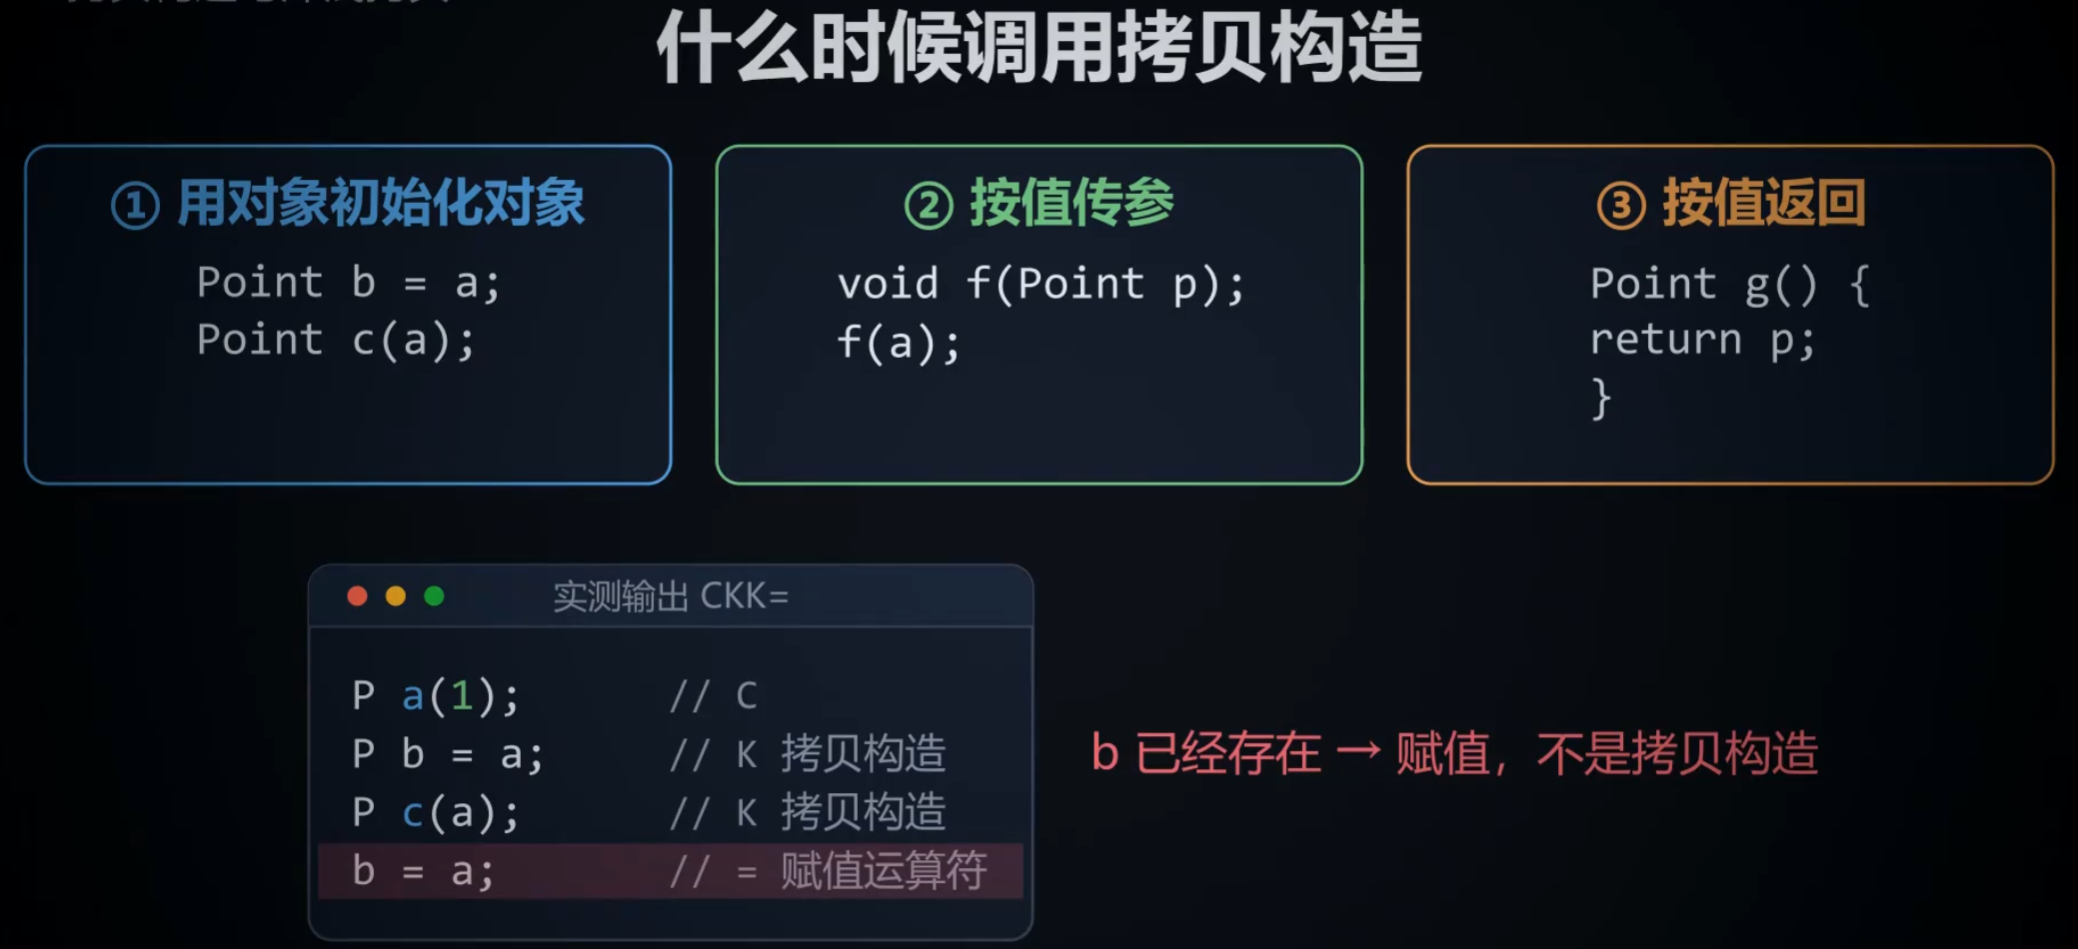 什么时候调用拷贝构造
① 用对象初始化对象
Point b = a;
Point c(a);
② 按值传参
void f(Point p);
f(a);
③ 按值返回
Point g() {
return p;
}
实测输出 CKK=
P a(1); // C
P b = a; // K 拷贝构造
P c(a); // K 拷贝构造
b = a; // = 赋值运算符
b 已经存在 → 赋值，不是拷贝构造